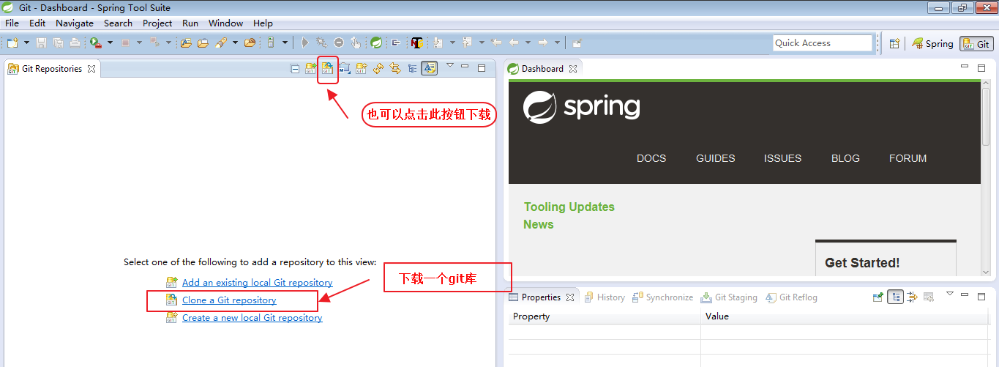 Git - Dashboard - Spring Tool Suite
File Edit Navigate Search Project Run Window Help
Quick Access
Spring
Git
Git Repositories
也可以点击此按钮下载
Select one of the following to add a repository to this view:
Add an existing local Git repository
Clone a Git repository
Create a new local Git repository
下载一个git库
Dashboard
spring
DOCS GUIDES ISSUES BLOG FORUM
Tooling Updates
News
Get Started!
Properties History Synchronize Git Staging Git Reflog
Property Value